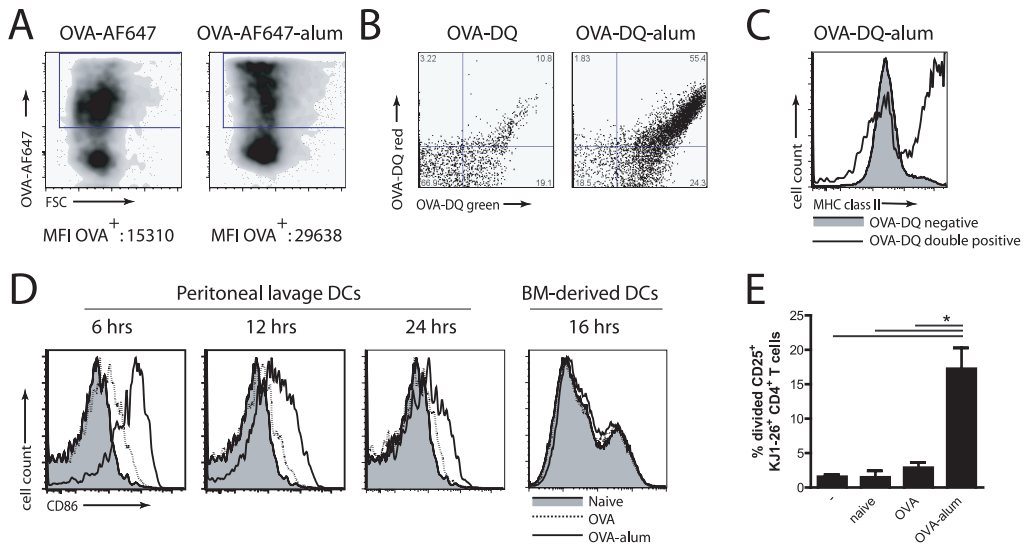 A
OVA-AF647
OVA-AF647-alum
OVA-AF647
FSC
MFI OVA+: 15310
MFI OVA+: 29638
B
OVA-DQ
OVA-DQ-alum
3.22
10.8
66.9
19.1
1.83
55.4
18.5
24.3
OVA-DQ red
OVA-DQ green
C
OVA-DQ-alum
cell count
MHC class II
OVA-DQ negative
OVA-DQ double positive
D
Peritoneal lavage DCs
BM-derived DCs
6 hrs
12 hrs
24 hrs
16 hrs
cell count
CD86
Naive
OVA
OVA-alum
E
% divided CD25+
KJ1-26+ CD4+ T cells
25
20
15
10
5
0
*
-
naive
OVA
OVA-alum